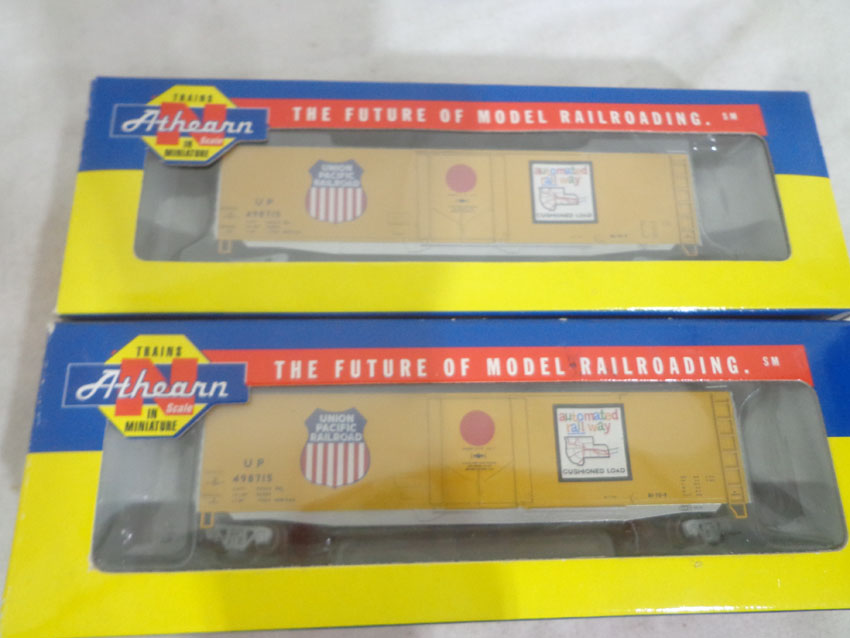 TRAINS
Athearn
N
Scale
IN
MINIATURE
THE FUTURE OF MODEL RAILROADING. SM
UNION
PACIFIC
RAILROAD
UP
498715
automated
rail way
CUSHIONED LOAD
TRAINS
Athearn
N
Scale
IN
MINIATURE
THE FUTURE OF MODEL RAILROADING. SM
UNION
PACIFIC
RAILROAD
UP
498715
automated
rail way
CUSHIONED LOAD